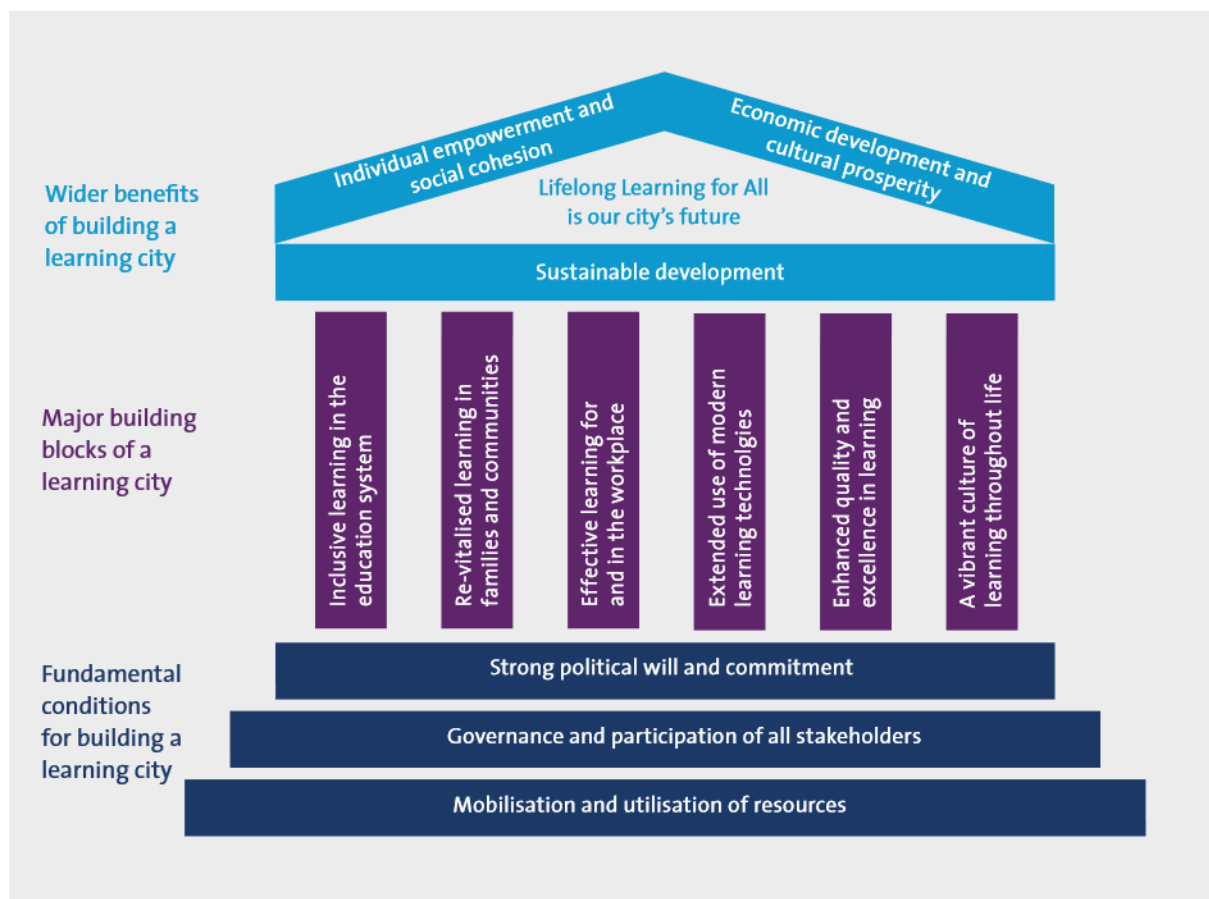 Individual empowerment and
social cohesion
Economic development and
cultural prosperity
Wider benefits
of building a
learning city
Lifelong Learning for All
is our city's future
Sustainable development
Major building
blocks of a
learning city
Inclusive learning in the
education system
Re-vitalised learning in
families and communities
Effective learning for
and in the workplace
Extended use of modern
learning technolgies
Enhanced quality and
excellence in learning
A vibrant culture of
learning throughout life
Fundamental
conditions
for building a
learning city
Strong political will and commitment
Governance and participation of all stakeholders
Mobilisation and utilisation of resources